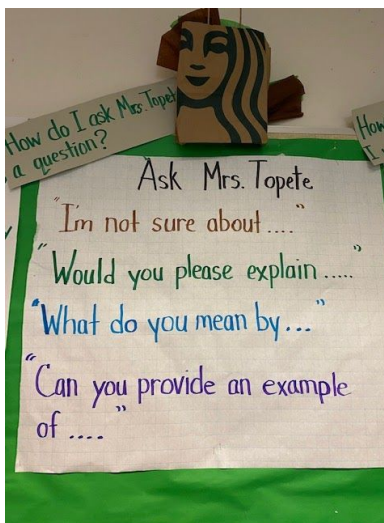 How do I ask Mrs. Topete
a question?
How
I
Ask Mrs. Topete
"I'm not sure about...."
"Would you please explain....."
"What do you mean by..."
"Can you provide an example
of ...."